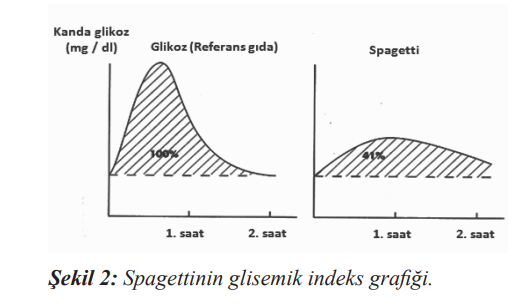 Kanda glikoz
(mg / dl)
Glikoz (Referans gıda)
Spagetti
100%
41%
1. saat
2. saat
1. saat
2. saat
Şekil 2: Spagettinin glisemik indeks grafiği.